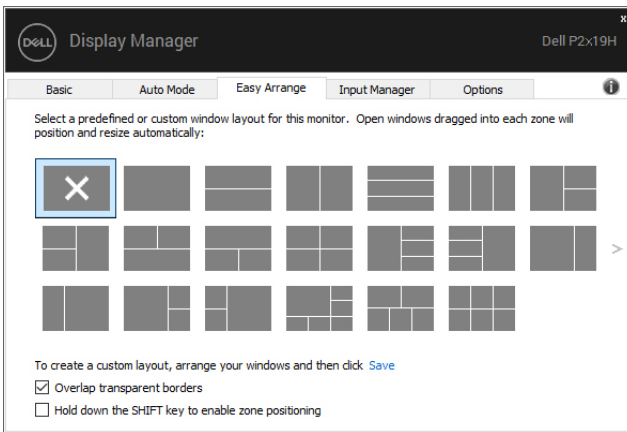 x
DELL Display Manager
Dell P2x19H
Basic Auto Mode Easy Arrange Input Manager Options
Select a predefined or custom window layout for this monitor. Open windows dragged into each zone will
position and resize automatically:
To create a custom layout, arrange your windows and then click Save
Overlap transparent borders
Hold down the SHIFT key to enable zone positioning